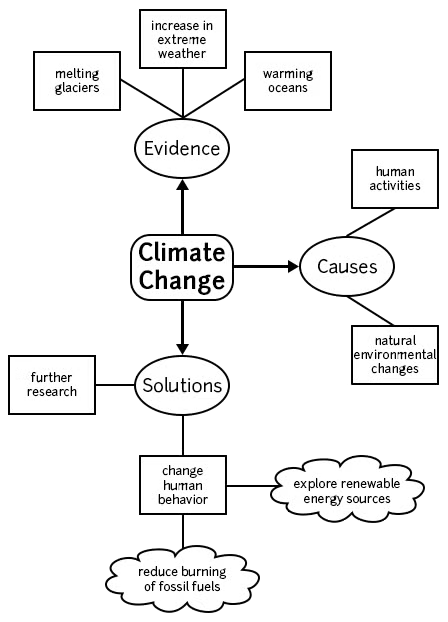 increase in
extreme
weather
melting
glaciers
warming
oceans
Evidence
human
activities
Climate
Change
Causes
natural
environmental
changes
further
research
Solutions
change
human
behavior
explore renewable
energy sources
reduce burning
of fossil fuels